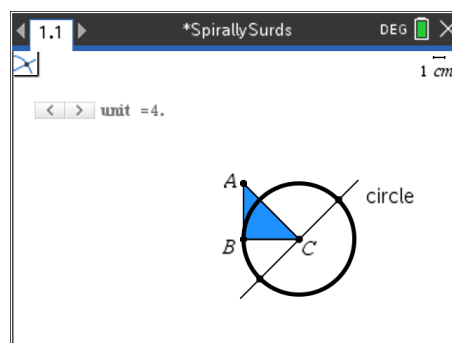 1.1 *SpirallySurds DEG
1 cm
< > unit =4.
A
circle
B C